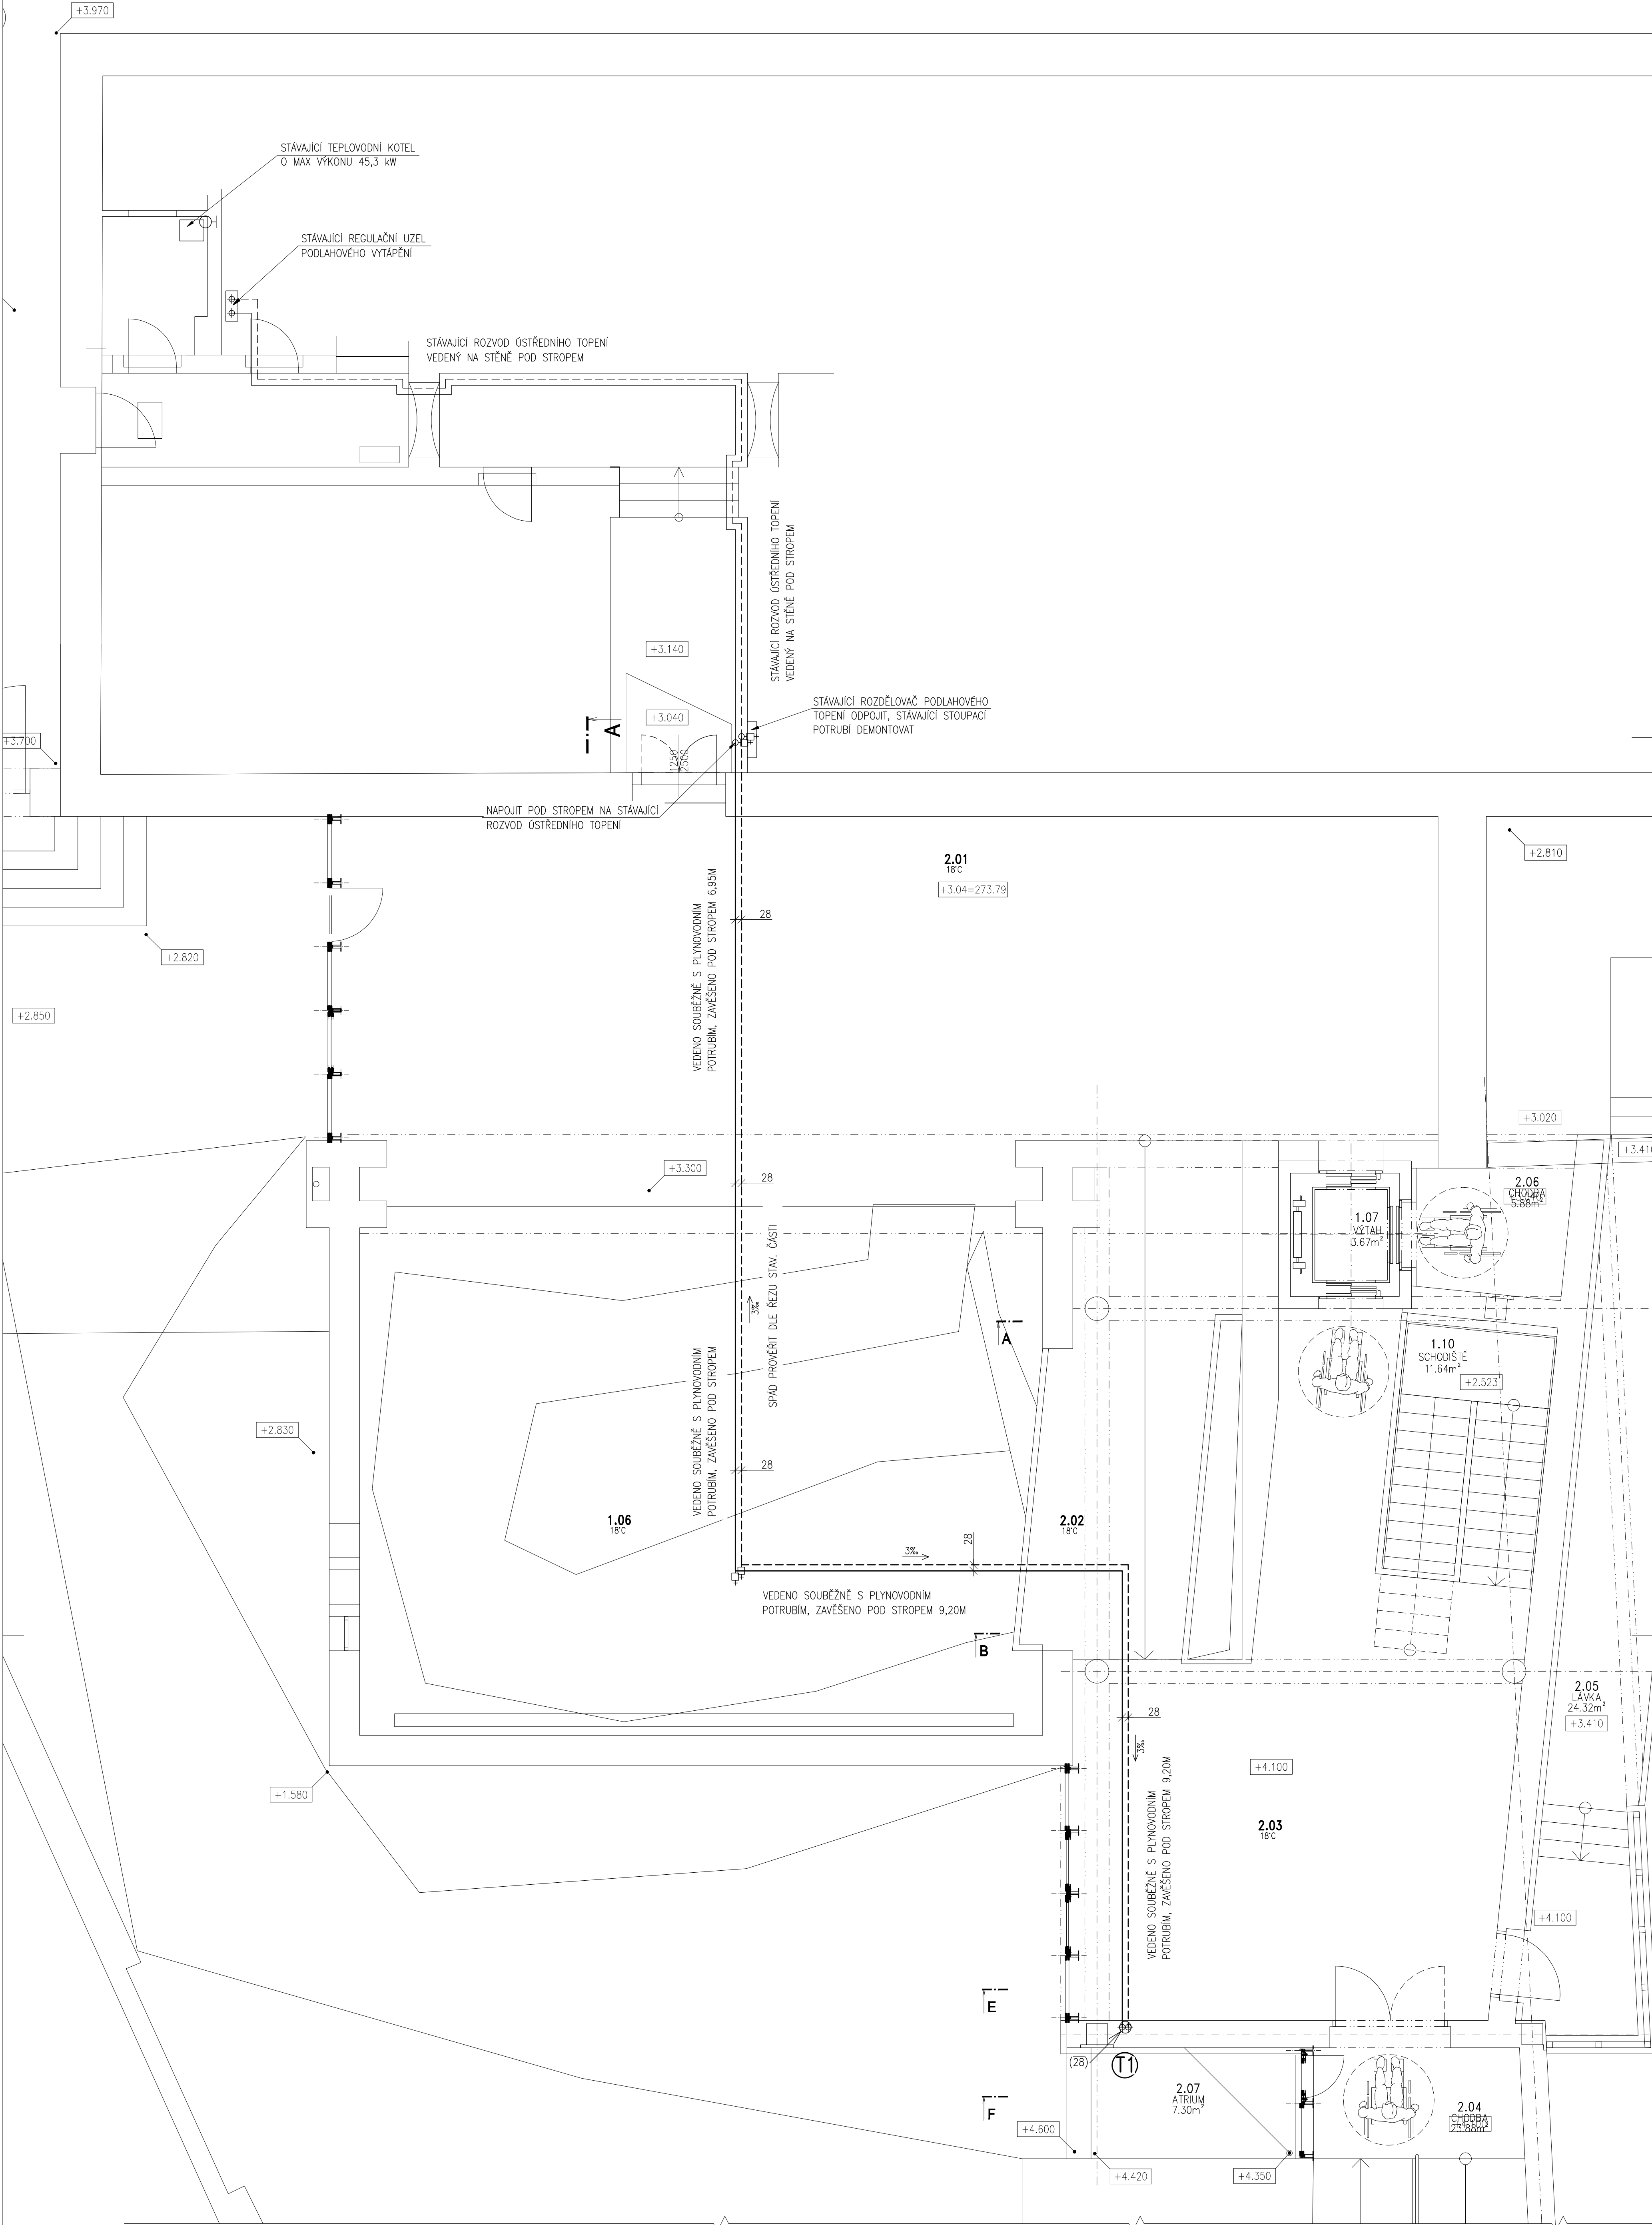 +3.970
STÁVAJÍCÍ TEPLOVODNÍ KOTEL
O MAX VÝKONU 45,3 kW
STÁVAJÍCÍ REGULAČNÍ UZEL
PODLAHOVÉHO VYTÁPĚNÍ
STÁVAJÍCÍ ROZVOD ÚSTŘEDNÍHO TOPENÍ
VEDENÝ NA STĚNĚ POD STROPEM
STÁVAJÍCÍ ROZVOD ÚSTŘEDNÍHO TOPENÍ
VEDENÝ NA STĚNĚ POD STROPEM
+3.140
+3.040
A
STÁVAJÍCÍ ROZDĚLOVAČ PODLAHOVÉHO
TOPENÍ ODPOJIT, STÁVAJÍCÍ STOUPACÍ
POTRUBÍ DEMONTOVAT
+3.700
1250
2500
NAPOJIT POD STROPEM NA STÁVAJÍCÍ
ROZVOD ÚSTŘEDNÍHO TOPENÍ
2.01
18°C
+3.04=273.79
+2.810
VEDENO SOUBĚŽNĚ S PLYNOVODNÍM
POTRUBÍM, ZAVĚŠENO POD STROPEM 6,95M
28
+2.820
+2.850
+3.020
+3.410
+3.300
28
2.06
CHODBA
5.88m²
1.07
VÝTAH
3.67m²
SPÁD PROVĚŘIT DLE ŘEZU STAV. ČÁSTI
3‰
A
VEDENO SOUBĚŽNĚ S PLYNOVODNÍM
POTRUBÍM, ZAVĚŠENO POD STROPEM
1.10
SCHODIŠTĚ
11.64m²
+2.523
+2.830
28
1.06
18°C
2.02
18°C
3‰
28
VEDENO SOUBĚŽNĚ S PLYNOVODNÍM
POTRUBÍM, ZAVĚŠENO POD STROPEM 9,20M
B
2.05
LÁVKA
24.32m²
+3.410
28
3‰
+4.100
+1.580
VEDENO SOUBĚŽNĚ S PLYNOVODNÍM
POTRUBÍM, ZAVĚŠENO POD STROPEM 9,20M
2.03
18°C
+4.100
E
(28)
T1
2.07
ATRIUM
7.30m²
F
2.04
CHODBA
23.88m²
+4.600
+4.420
+4.350